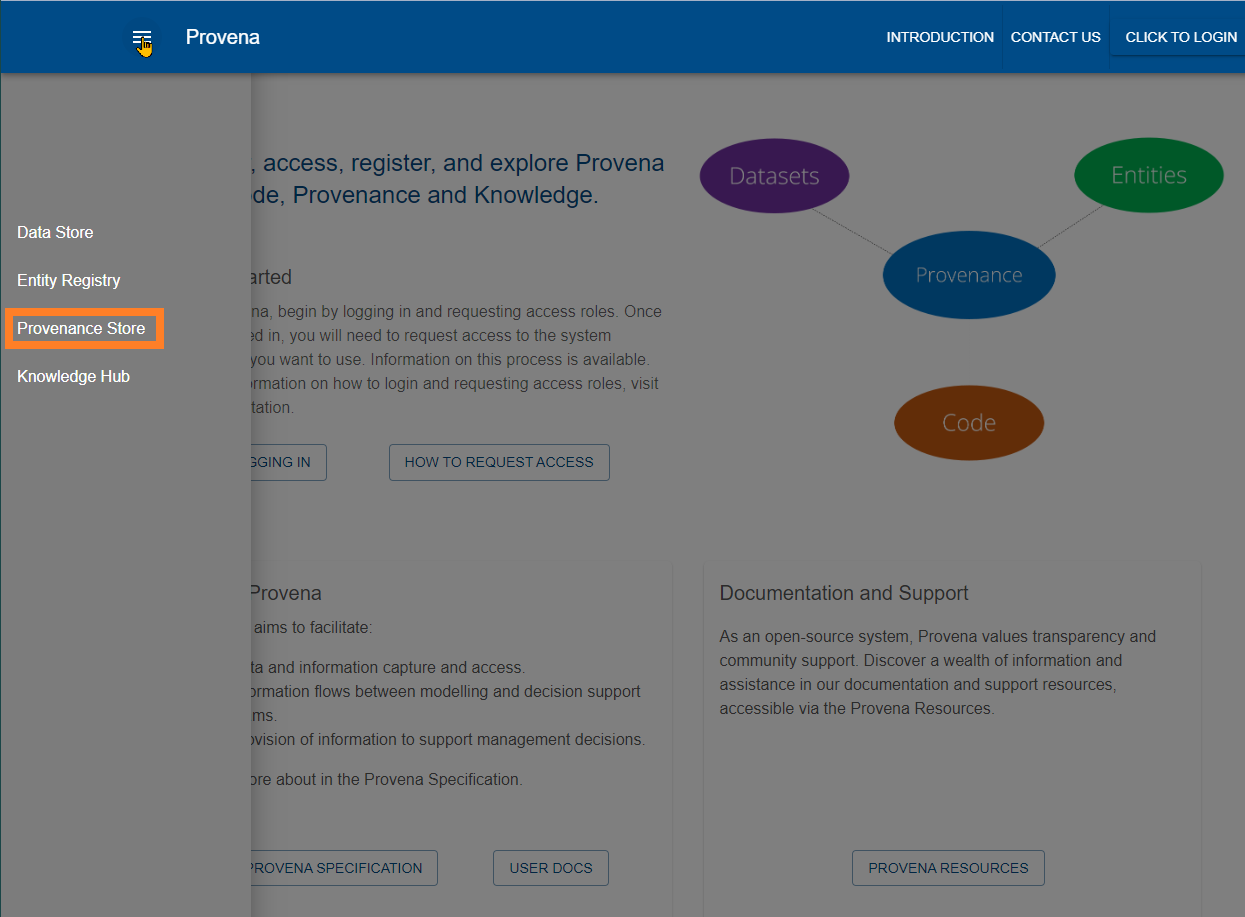 Provena
INTRODUCTION
CONTACT US
CLICK TO LOGIN
Data Store
Entity Registry
Provenance Store
Knowledge Hub
, access, register, and explore Provena
de, Provenance and Knowledge.
arted
na, begin by logging in and requesting access roles. Once
ed in, you will need to request access to the system
you want to use. Information on this process is available.
rmation on how to login and requesting access roles, visit
tation.
GGING IN
HOW TO REQUEST ACCESS
Datasets
Entities
Provenance
Code
Provena
aims to facilitate:
ta and information capture and access.
ormation flows between modelling and decision support
ms.
ovision of information to support management decisions.
ore about in the Provena Specification.
PROVENA SPECIFICATION
USER DOCS
Documentation and Support
As an open-source system, Provena values transparency and
community support. Discover a wealth of information and
assistance in our documentation and support resources,
accessible via the Provena Resources.
PROVENA RESOURCES